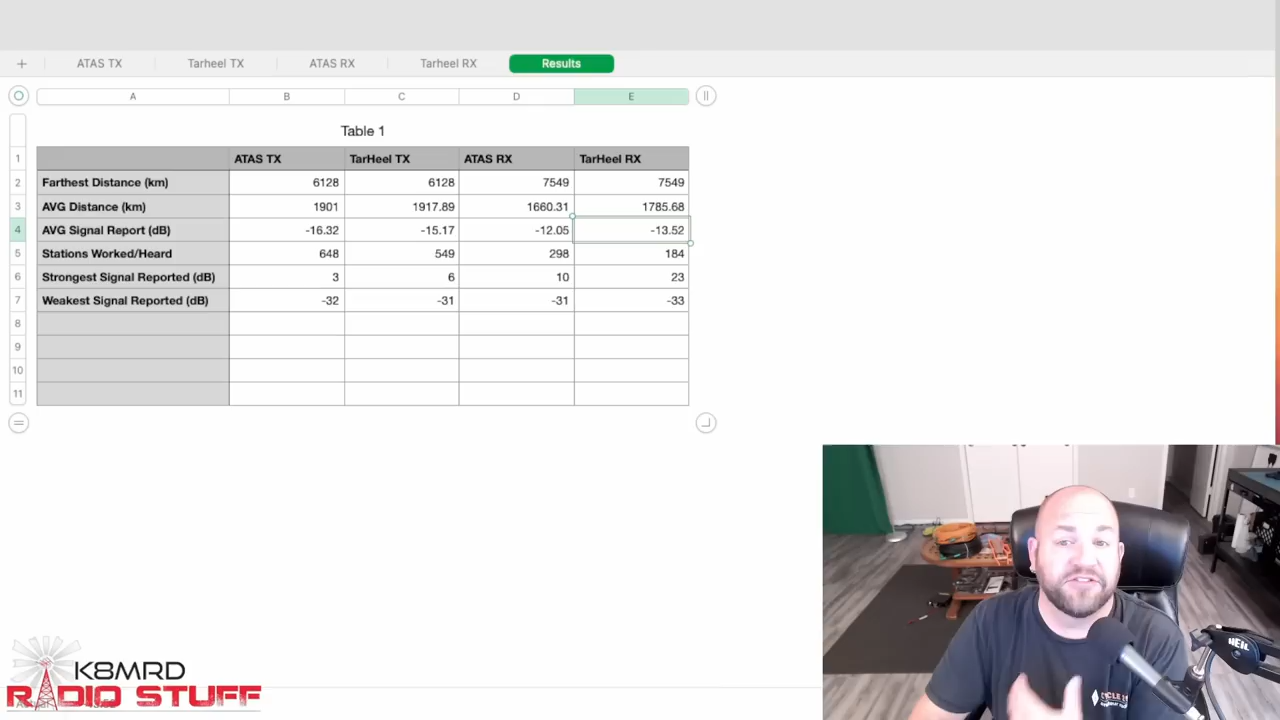 + ATAS TX Tarheel TX ATAS RX Tarheel RX Results
A B C D E
Table 1
1 ATAS TX TarHeel TX ATAS RX TarHeel RX
2 Farthest Distance (km) 6128 6128 7549 7549
3 AVG Distance (km) 1901 1917.89 1660.31 1785.68
4 AVG Signal Report (dB) -16.32 -15.17 -12.05 -13.52
5 Stations Worked/Heard 648 549 298 184
6 Strongest Signal Reported (dB) 3 6 10 23
7 Weakest Signal Reported (dB) -32 -31 -31 -33
8
9
10
11
HEIL
K8MRD
RADIO STUFF